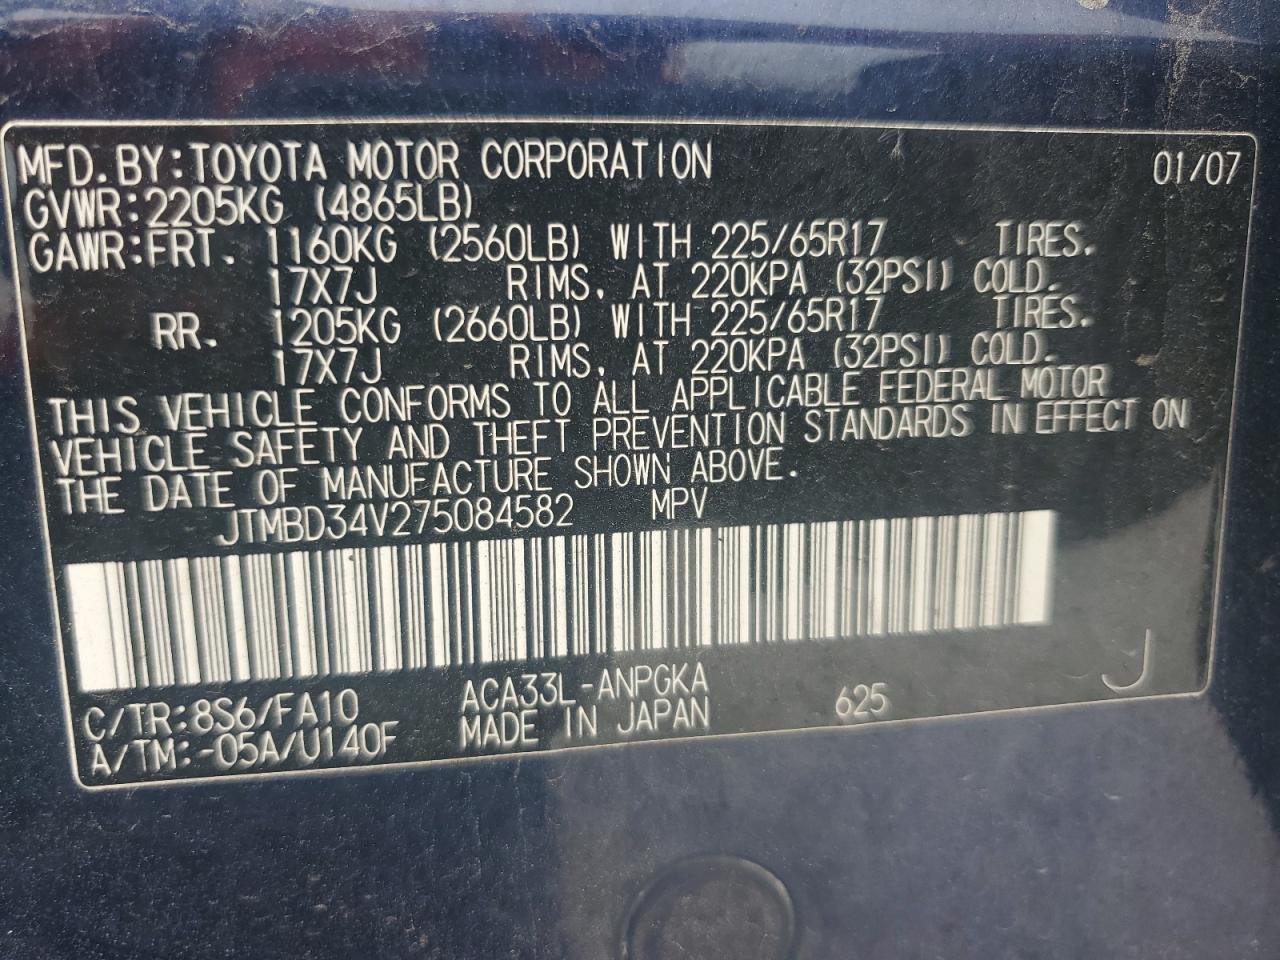 MFD. BY: TOYOTA MOTOR CORPORATION 01/07
GVWR: 2205KG (4865LB)
GAWR: FRT. 1160KG (2560LB) WITH 225/65R17 TIRES.
17X7J RIMS, AT 220KPA (32PSI) COLD.
RR. 1205KG (2660LB) WITH 225/65R17 TIRES.
17X7J RIMS, AT 220KPA (32PSI) COLD.
THIS VEHICLE CONFORMS TO ALL APPLICABLE FEDERAL MOTOR
VEHICLE SAFETY AND THEFT PREVENTION STANDARDS IN EFFECT ON
THE DATE OF MANUFACTURE SHOWN ABOVE.
JTMBD34V275084582 MPV
C/TR: 8S6/FA10 ACA33L-ANPGKA 625 J
A/TM: -05A/U140F MADE IN JAPAN